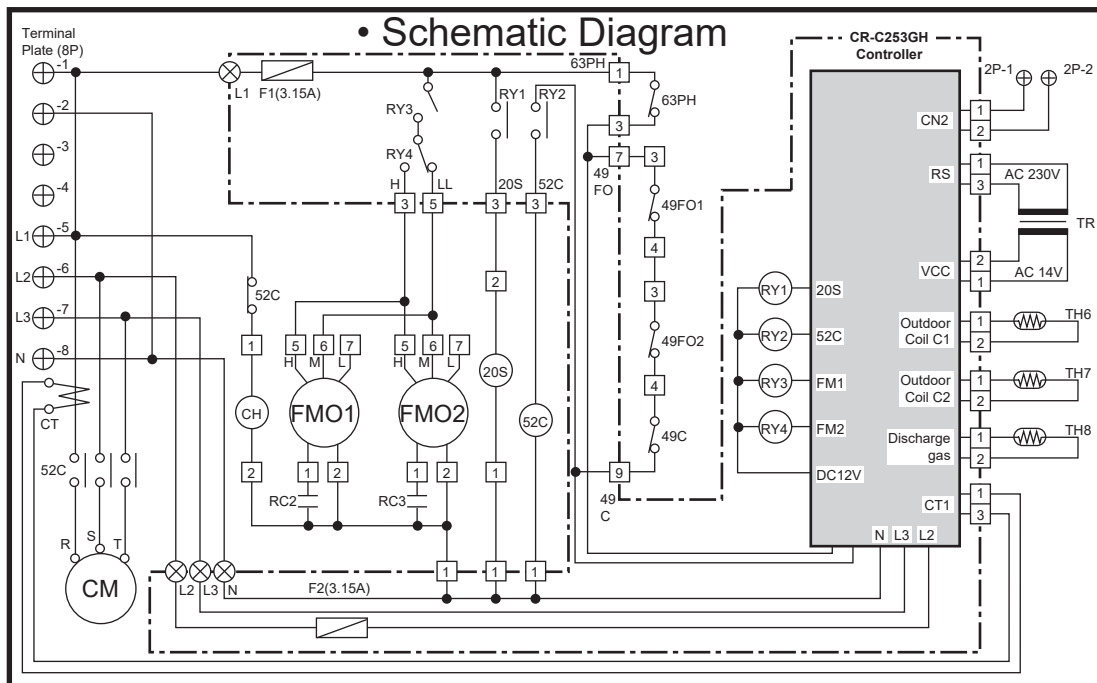 • Schematic Diagram
Terminal
Plate (8P)
CR-C253GH
Controller
-1
L1
F1(3.15A)
63PH
1
63PH
2P-1
2P-2
-2
RY3
RY1
RY2
3
CN2
1
2
-3
RY4
7
3
49
FO
RS
1
3
AC 230V
-4
H
LL
20S
52C
3
5
3
3
49FO1
TR
L1
-5
4
VCC
2
1
AC 14V
L2
-6
52C
2
3
RY1
20S
L3
-7
49FO2
RY2
52C
Outdoor
Coil C1
1
2
TH6
N
-8
1
5
6
7
H
M
L
5
6
7
H
M
L
20S
4
RY3
FM1
Outdoor
Coil C2
1
2
TH7
CT
CH
FMO1
FMO2
52C
49C
RY4
FM2
Discharge
gas
1
2
TH8
52C
2
1
2
1
2
1
9
49
C
DC12V
RC2
RC3
CT1
1
3
R
S
T
N
L3
L2
CM
L2
L3
N
F2(3.15A)
1
1
1